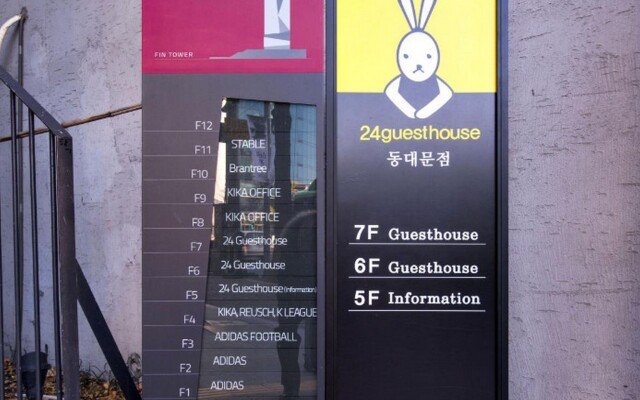 FIN TOWER
F12
F11 STABLE
F10 Brantree
F9 KIKA OFFICE
F8 KIKA OFFICE
F7 24 Guesthouse
F6 24 Guesthouse
F5 24 Guesthouse (Information)
F4 KIKA, REUSCH, K LEAGUE
F3 ADIDAS FOOTBALL
F2 ADIDAS
F1 ADIDAS
24guesthouse
동대문점
7F Guesthouse
6F Guesthouse
5F Information